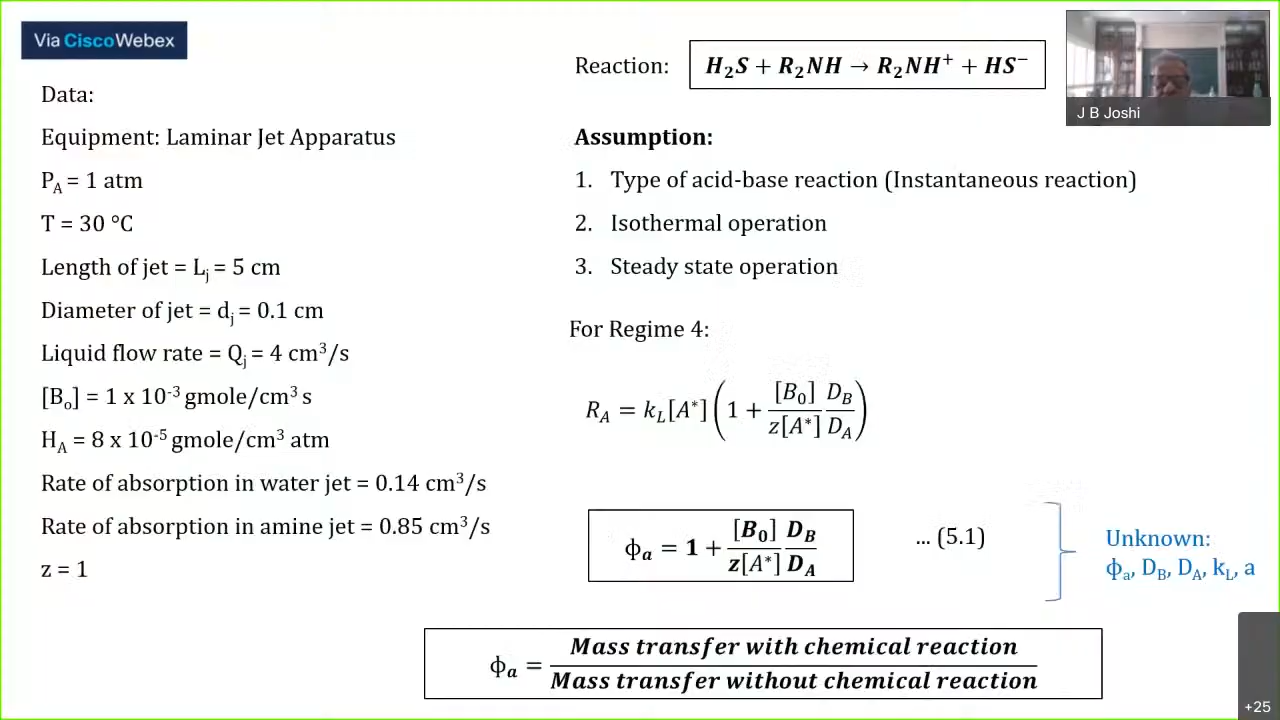 Via CiscoWebex
Data:
Equipment: Laminar Jet Apparatus
P_A = 1 atm
T = 30 °C
Length of jet = L_j = 5 cm
Diameter of jet = d_j = 0.1 cm
Liquid flow rate = Q_j = 4 cm³/s
[B_o] = 1 x 10⁻³ gmole/cm³ s
H_A = 8 x 10⁻⁵ gmole/cm³ atm
Rate of absorption in water jet = 0.14 cm³/s
Rate of absorption in amine jet = 0.85 cm³/s
z = 1
Reaction: H₂S + R₂NH → R₂NH⁺ + HS⁻
Assumption:
1. Type of acid-base reaction (Instantaneous reaction)
2. Isothermal operation
3. Steady state operation
For Regime 4:
R_A = k_L[A*](1 + [B_0]/z[A*] D_B/D_A)
ϕ_a = 1 + [B_0]/z[A*] D_B/D_A ... (5.1)
Unknown:
ϕ_a, D_B, D_A, k_L, a
ϕ_a = Mass transfer with chemical reaction / Mass transfer without chemical reaction
J B Joshi
+25